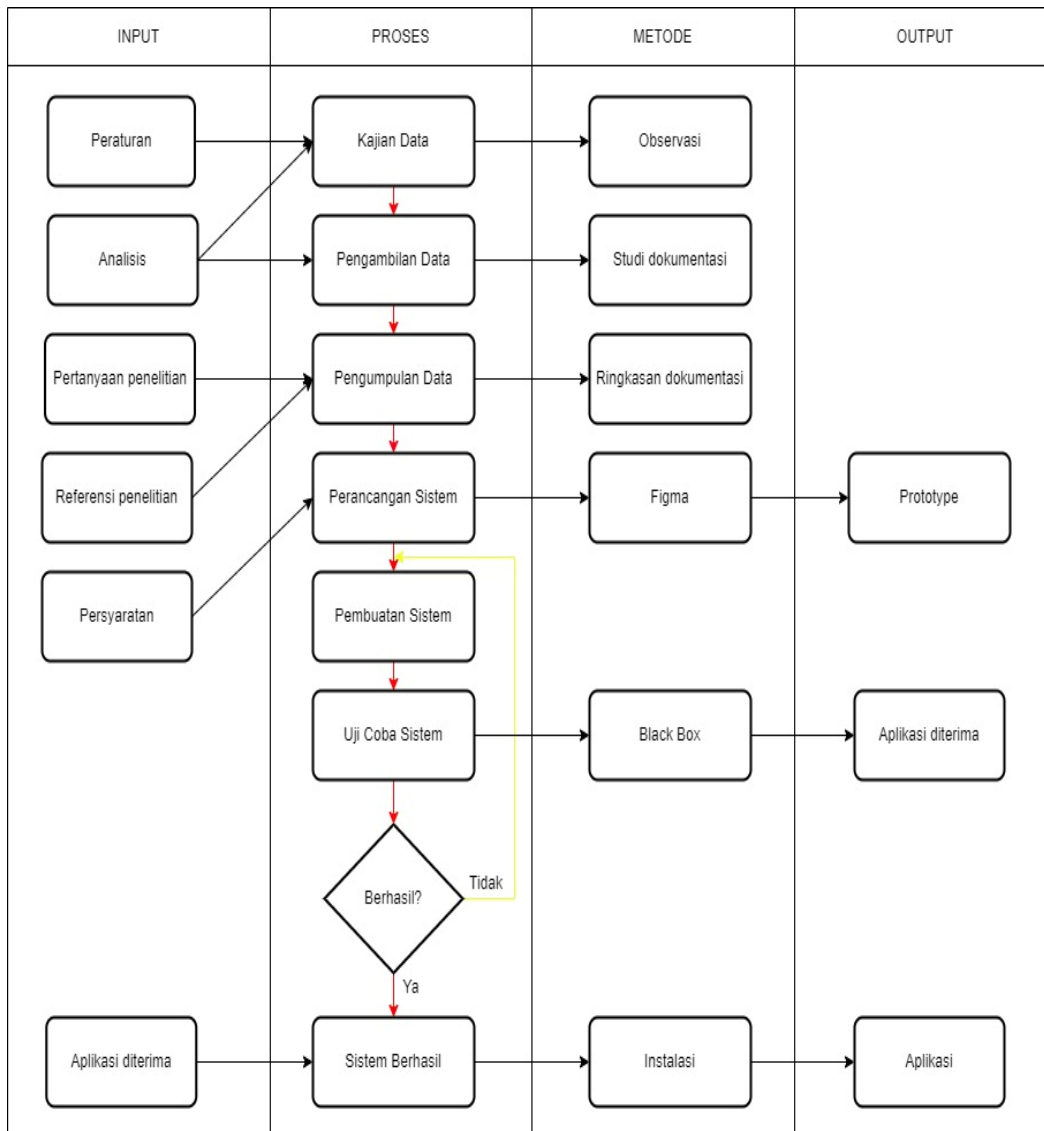 INPUT
PROSES
METODE
OUTPUT
Peraturan
Kajian Data
Observasi
Analisis
Pengambilan Data
Studi dokumentasi
Pertanyaan penelitian
Pengumpulan Data
Ringkasan dokumentasi
Referensi penelitian
Perancangan Sistem
Figma
Prototype
Persyaratan
Pembuatan Sistem
Uji Coba Sistem
Black Box
Aplikasi diterima
Berhasil?
Tidak
Ya
Aplikasi diterima
Sistem Berhasil
Instalasi
Aplikasi